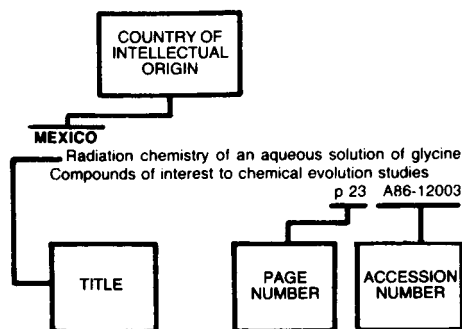 COUNTRY OF
INTELLECTUAL
ORIGIN
MEXICO
Radiation chemistry of an aqueous solution of glycine
Compounds of interest to chemical evolution studies
p 23 A86-12003
TITLE
PAGE
NUMBER
ACCESSION
NUMBER